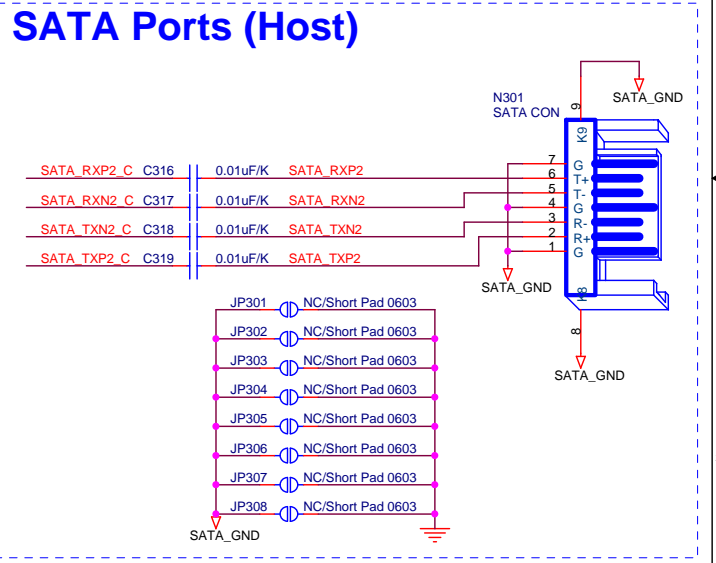 SATA Ports (Host)
N301
SATA CON
9
K9
SATA_GND
SATA_RXP2_C C316 0.01uF/K SATA_RXP2
SATA_RXN2_C C317 0.01uF/K SATA_RXN2
SATA_TXN2_C C318 0.01uF/K SATA_TXN2
SATA_TXP2_C C319 0.01uF/K SATA_TXP2
7 G
6 T+
5 T-
4 G
3 R-
2 R+
1 G
SATA_GND
K8
8
SATA_GND
JP301 NC/Short Pad 0603
JP302 NC/Short Pad 0603
JP303 NC/Short Pad 0603
JP304 NC/Short Pad 0603
JP305 NC/Short Pad 0603
JP306 NC/Short Pad 0603
JP307 NC/Short Pad 0603
JP308 NC/Short Pad 0603
SATA_GND